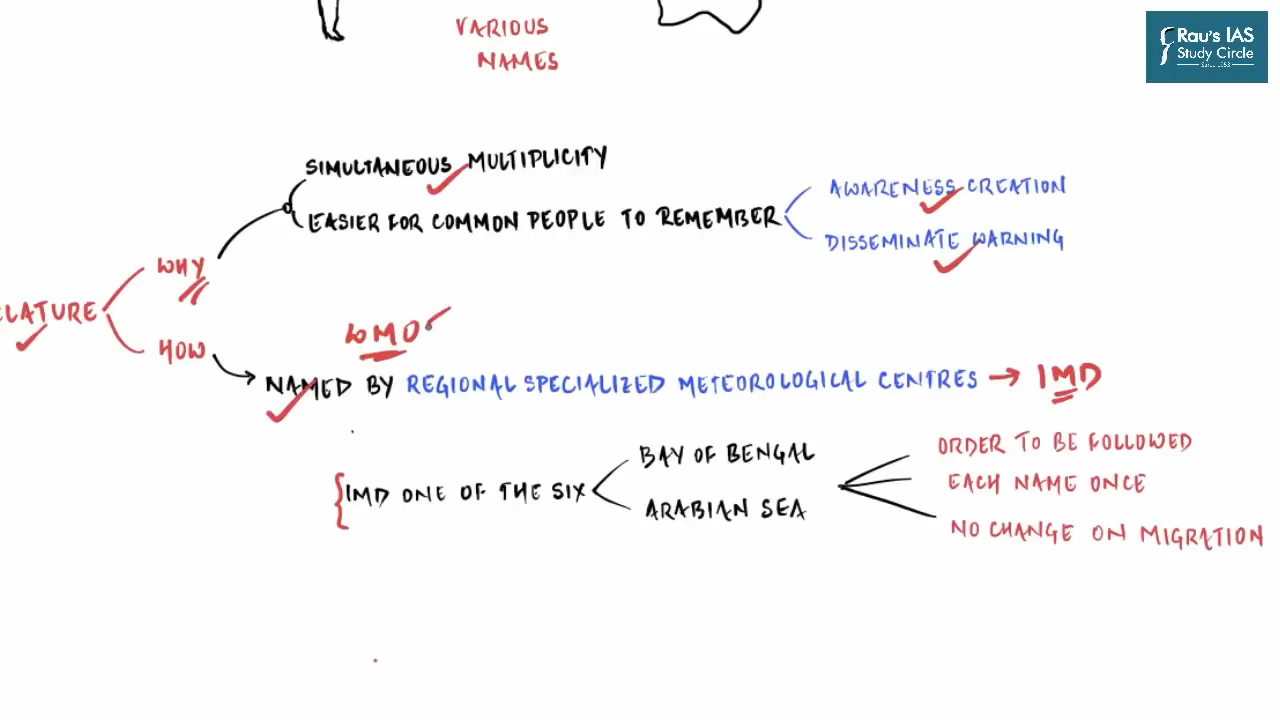 VARIOUS
NAMES
Rau's IAS
Study Circle
SIMULTANEOUS MULTIPLICITY
EASIER FOR COMMON PEOPLE TO REMEMBER
AWARENESS CREATION
DISSEMINATE WARNING
WHY
CLATURE
HOW
WMO
NAMED BY REGIONAL SPECIALIZED METEOROLOGICAL CENTRES → IMD
IMD ONE OF THE SIX
BAY OF BENGAL
ARABIAN SEA
ORDER TO BE FOLLOWED
EACH NAME ONCE
NO CHANGE ON MIGRATION